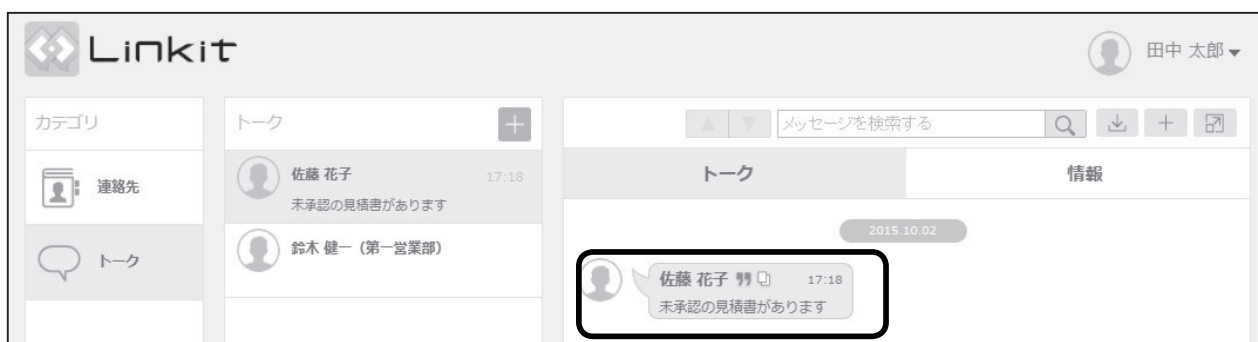 Linkit
田中 太郎
カテゴリ
連絡先
トーク
トーク
佐藤 花子 17:18
未承認の見積書があります
鈴木 健一（第一営業部）
メッセージを検索する
トーク 情報
2015.10.02
佐藤 花子 17:18
未承認の見積書があります